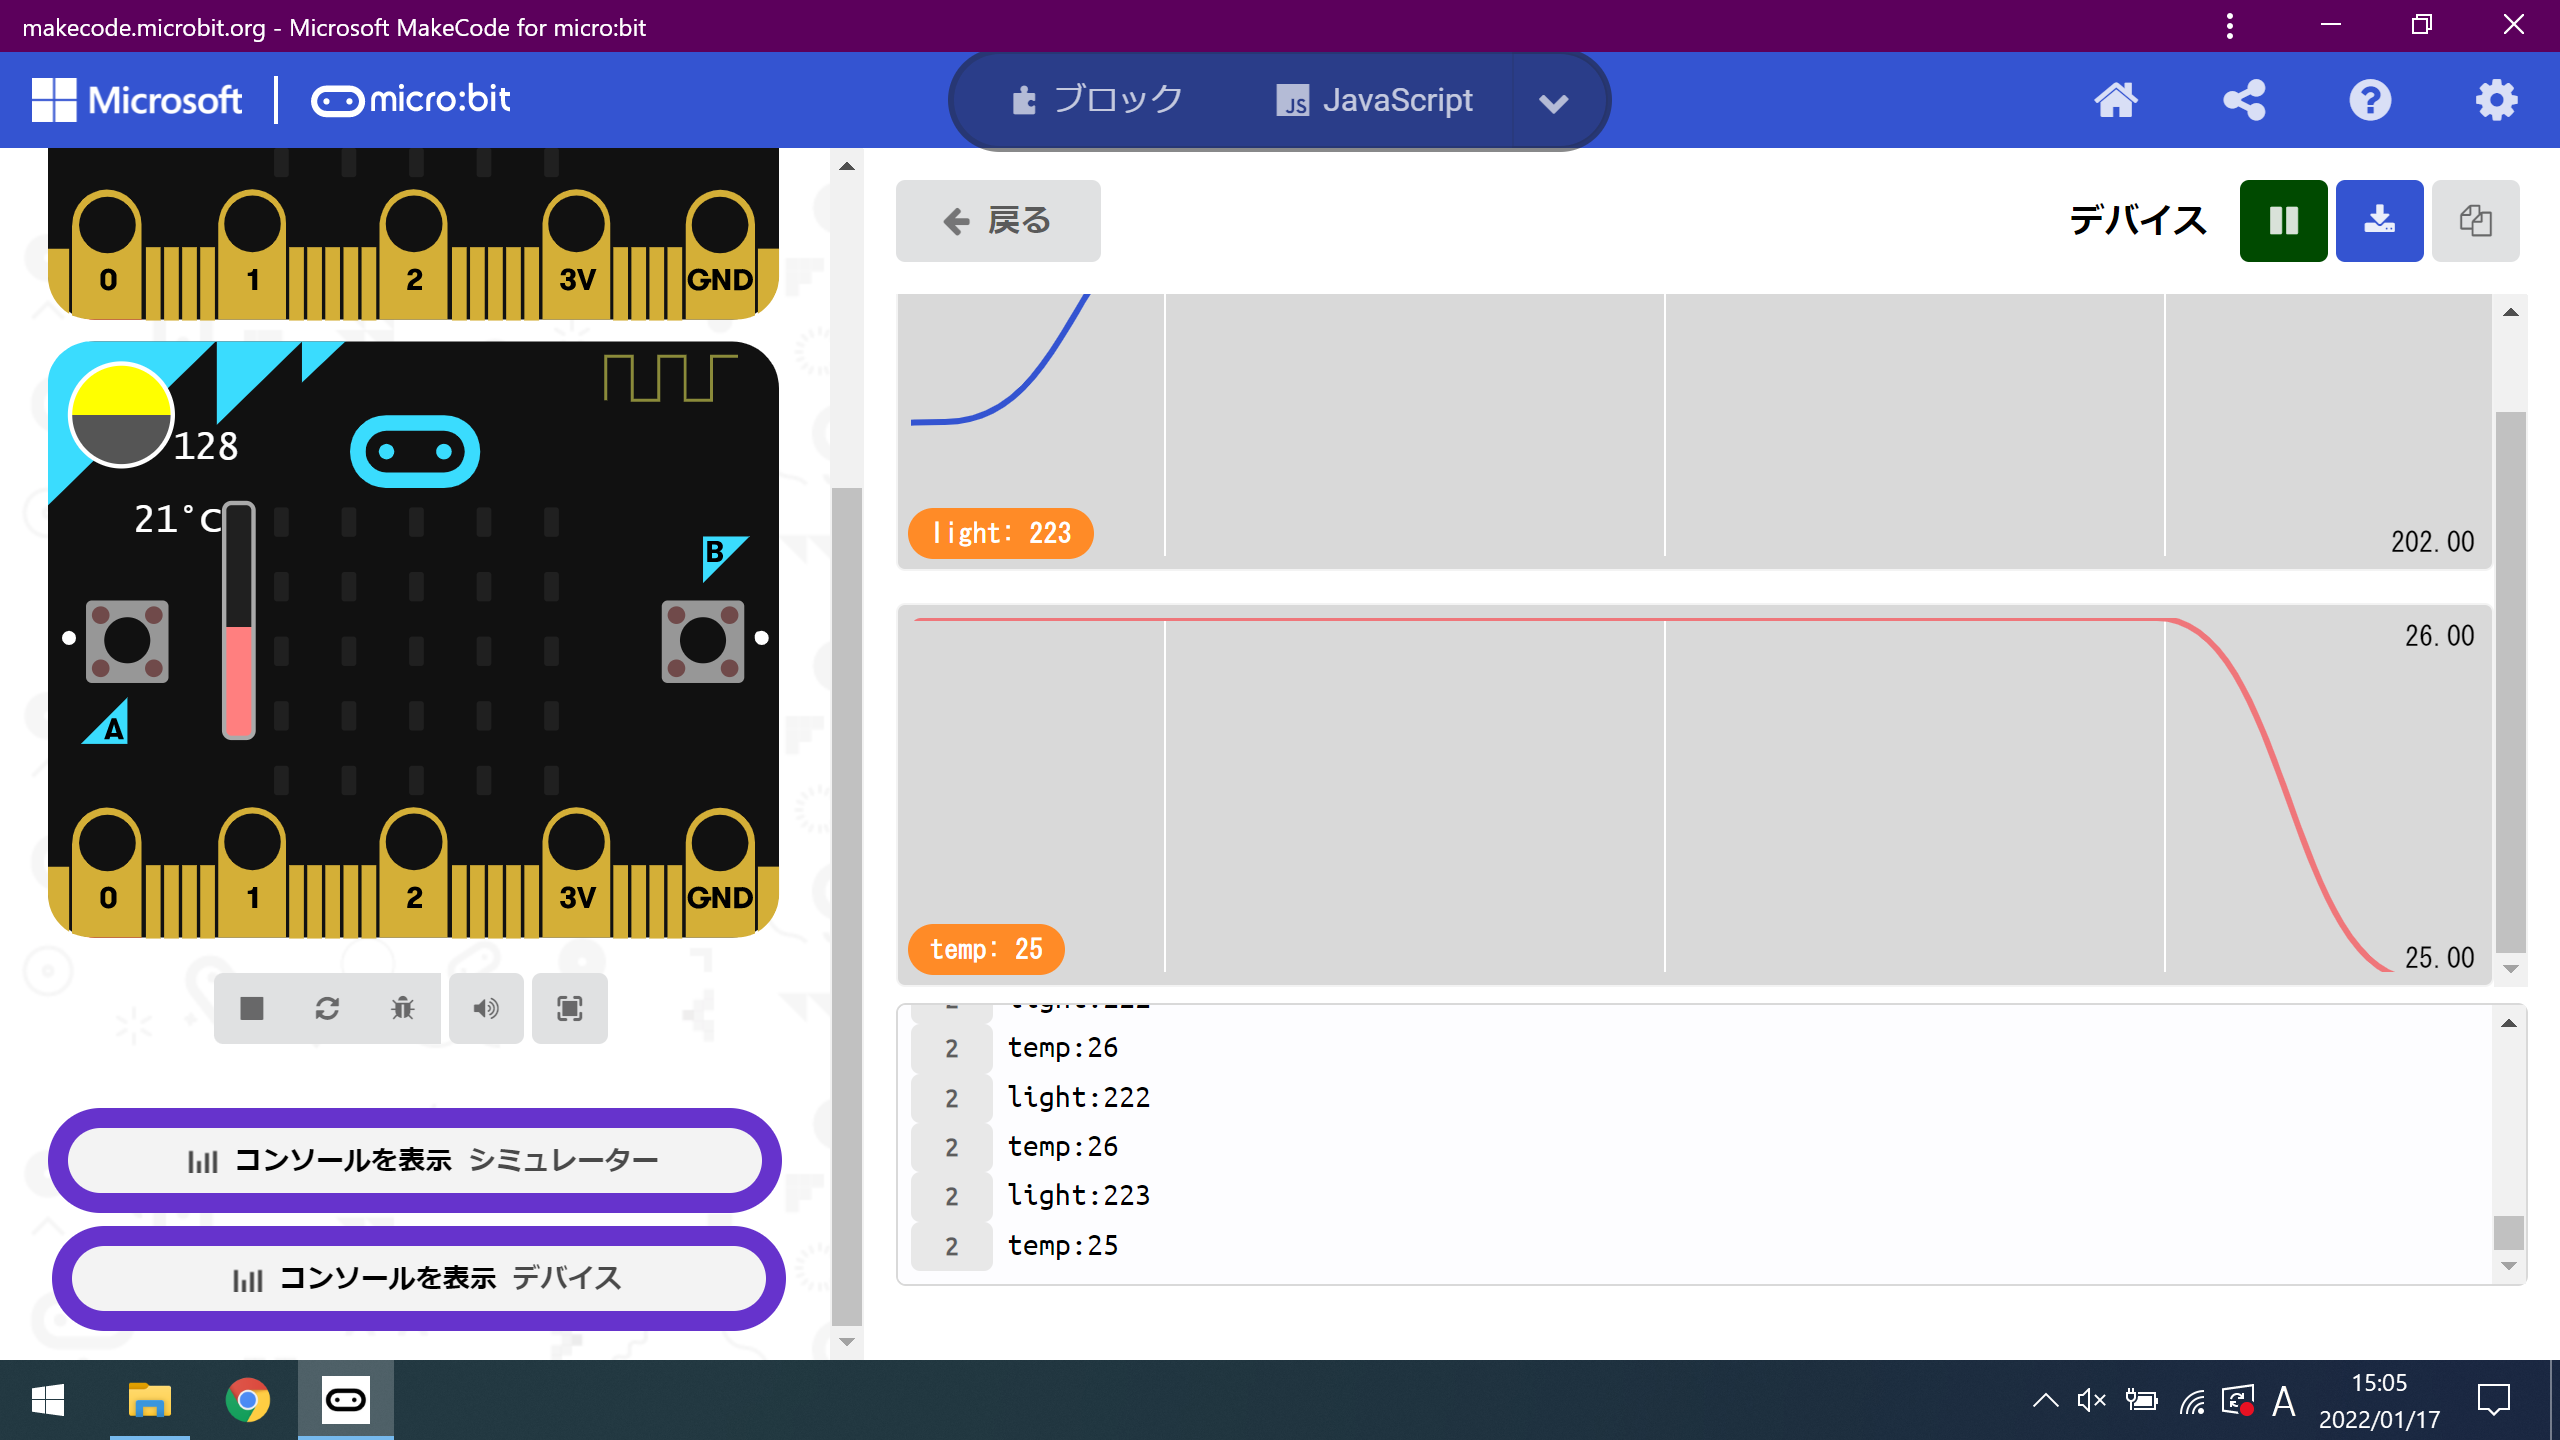 makecode.microbit.org - Microsoft MakeCode for micro:bit
Microsoft micro:bit
ブロック
JS JavaScript
0 1 2 3V GND
戻る
デバイス
light: 223
202.00
128
21°C
B
A
0 1 2 3V GND
26.00
temp: 25
25.00
2 temp:26
2 light:222
2 temp:26
2 light:223
2 temp:25
コンソールを表示 シミュレーター
コンソールを表示 デバイス
A
15:05
2022/01/17